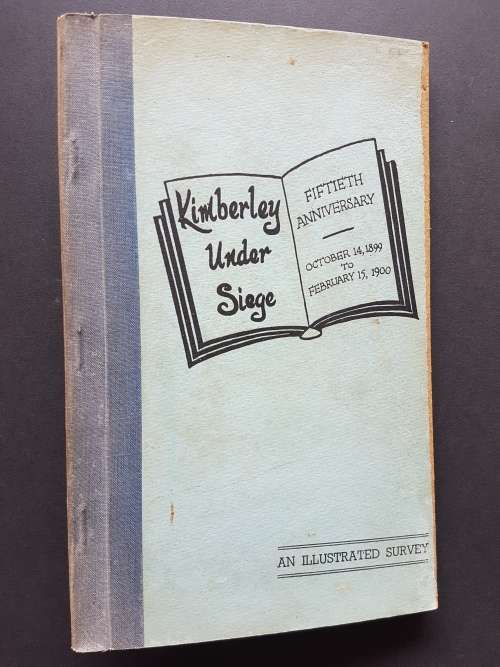 Kimberley
Under
Siege
FIFTIETH
ANNIVERSARY
OCTOBER 14, 1899
TO
FEBRUARY 15, 1900
AN ILLUSTRATED SURVEY